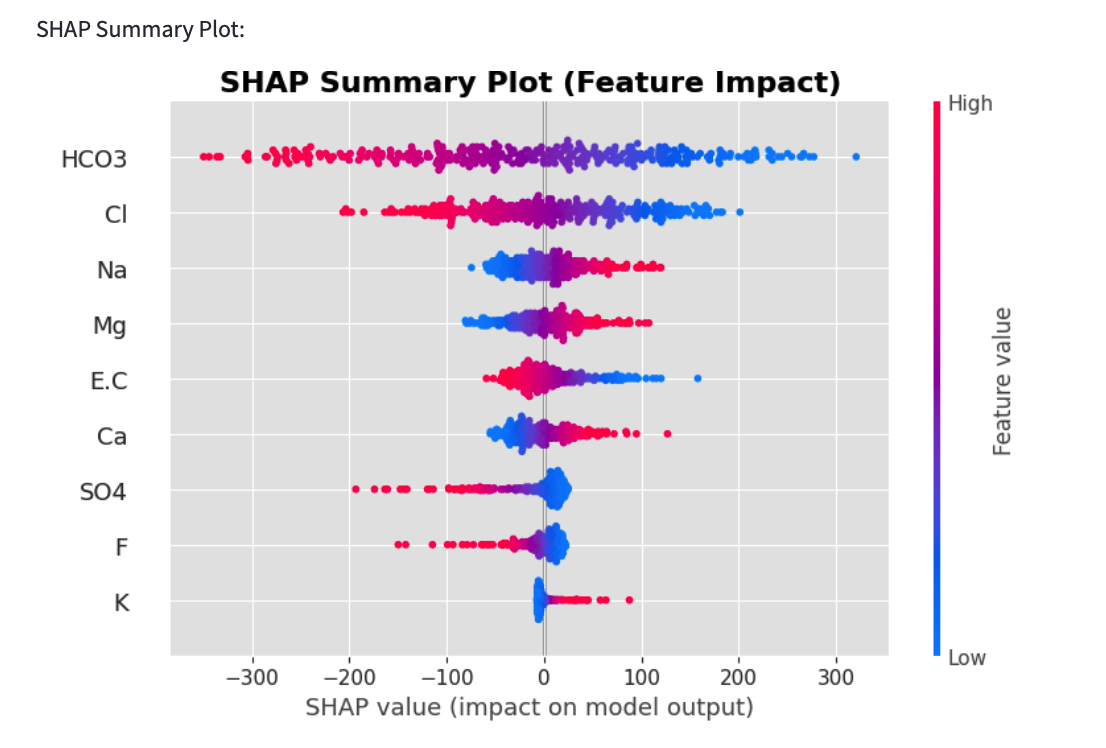 SHAP Summary Plot:
SHAP Summary Plot (Feature Impact)
High
HCO3
Cl
Na
Mg
E.C
Ca
SO4
F
K
Feature value
Low
−300 −200 −100 0 100 200 300
SHAP value (impact on model output)